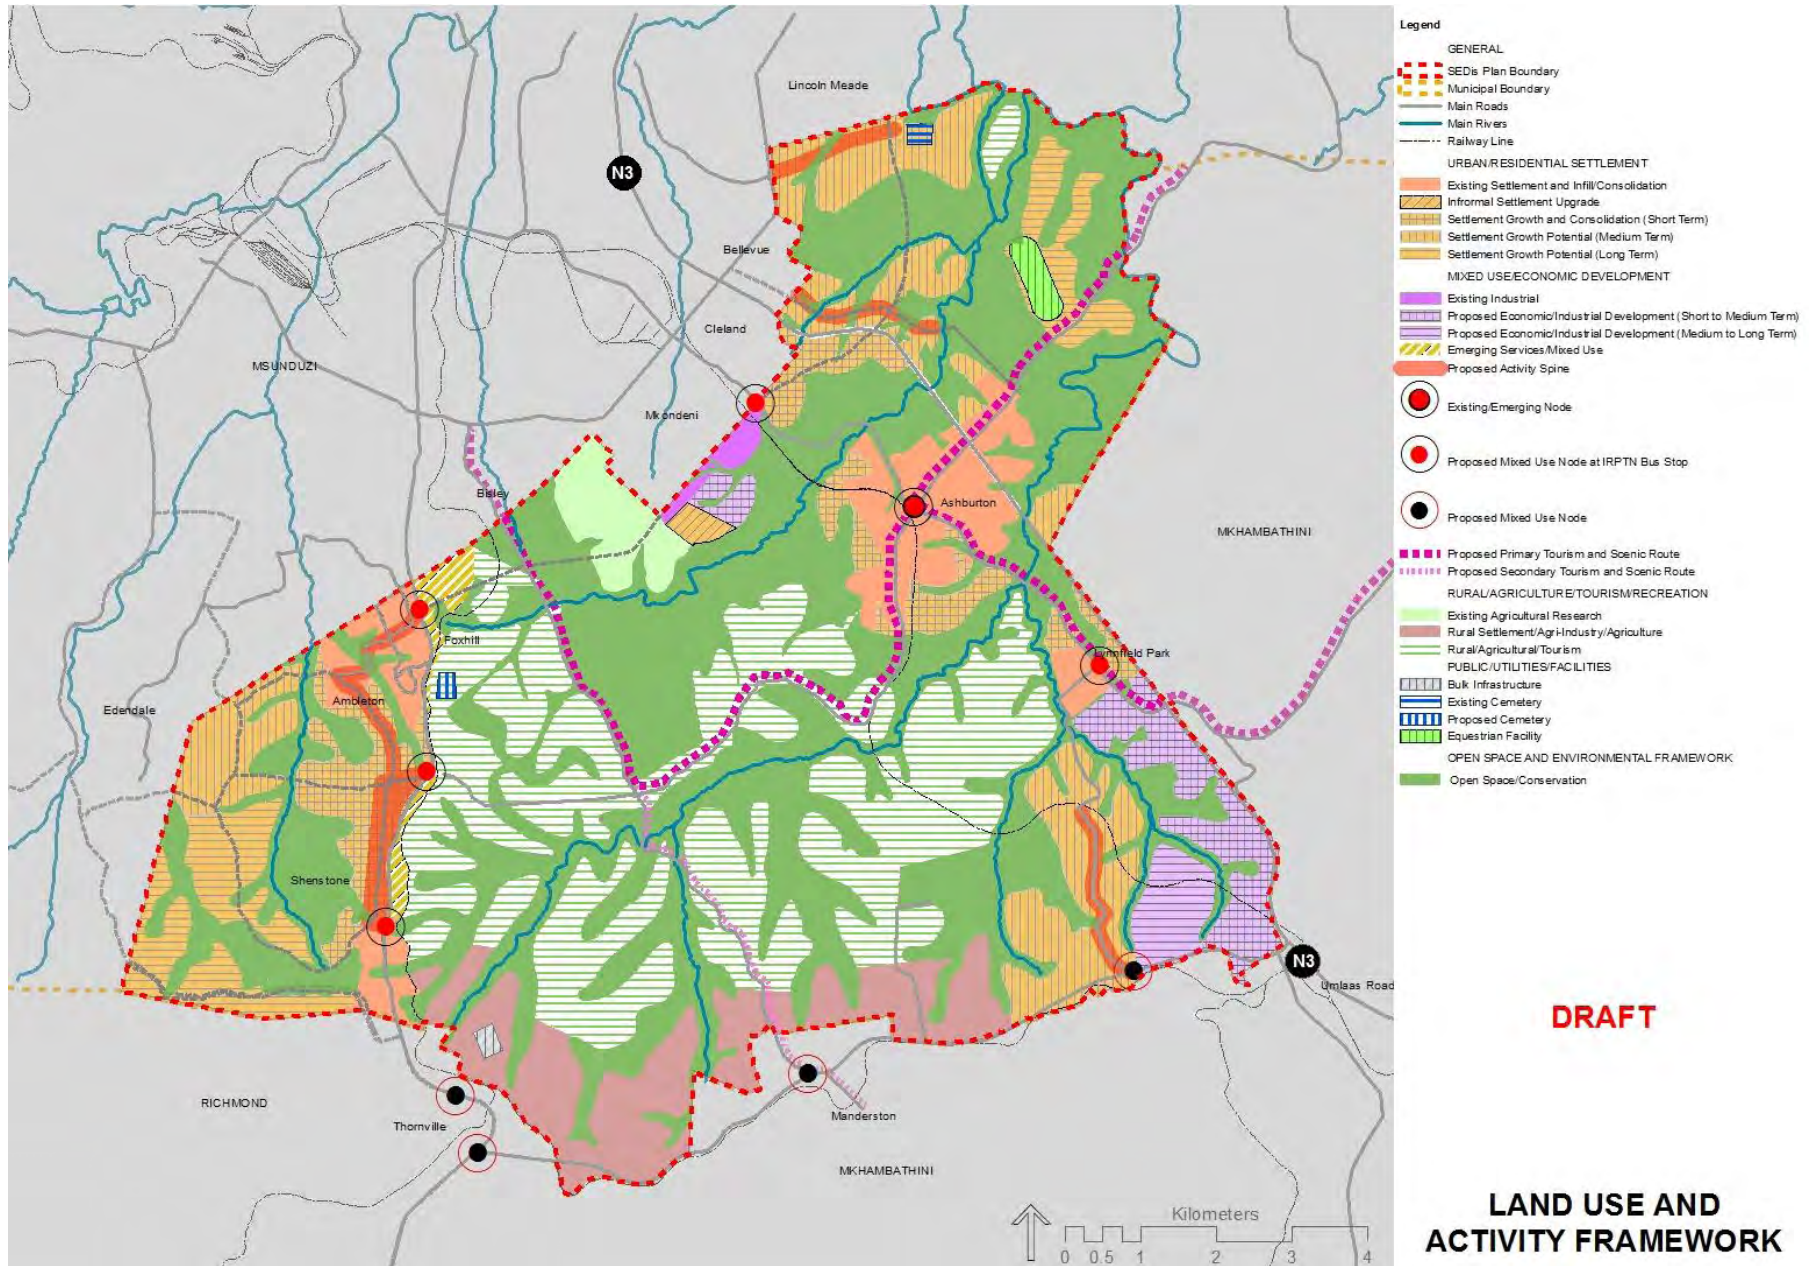 Lincoln Meade
N3
Bellevue
Cleland
MSUNDUZI
Mkondeni
Bisley
Ashburton
MKHAMBATHINI
Foxhill
Lynnfield Park
Edendale
Ambleton
Shenstone
N3
Umlaas Road
RICHMOND
Thornville
Manderston
MKHAMBATHINI
Kilometers
0 0.5 1 2 3 4
Legend
GENERAL
SEDis Plan Boundary
Municipal Boundary
Main Roads
Main Rivers
Railway Line
URBAN/RESIDENTIAL SETTLEMENT
Existing Settlement and Infill/Consolidation
Infrormal Settlement Upgrade
Settlement Growth and Consolidation (Short Term)
Settlement Growth Potential (Medium Term)
Settlement Growth Potential (Long Term)
MIXED USE/ECONOMIC DEVELOPMENT
Existing Industrial
Proposed Economic/Industrial Development (Short to Medium Term)
Proposed Economic/Industrial Development (Medium to Long Term)
Emerging Services/Mixed Use
Proposed Activity Spine
Existing/Emerging Node
Proposed Mixed Use Node at IRPTN Bus Stop
Proposed Mixed Use Node
Proposed Primary Tourism and Scenic Route
Proposed Secondary Tourism and Scenic Route
RURAL/AGRICULTURE/TOURISM/RECREATION
Existing Agricultural Research
Rural Settlement/Agri-Industry/Agriculture
Rural/Agricultural/Tourism
PUBLIC/UTILITIES/FACILITIES
Bulk Infrastructure
Existing Cemetery
Proposed Cemetery
Equestrian Facility
OPEN SPACE AND ENVIRONMENTAL FRAMEWORK
Open Space/Conservation
DRAFT
LAND USE AND
ACTIVITY FRAMEWORK